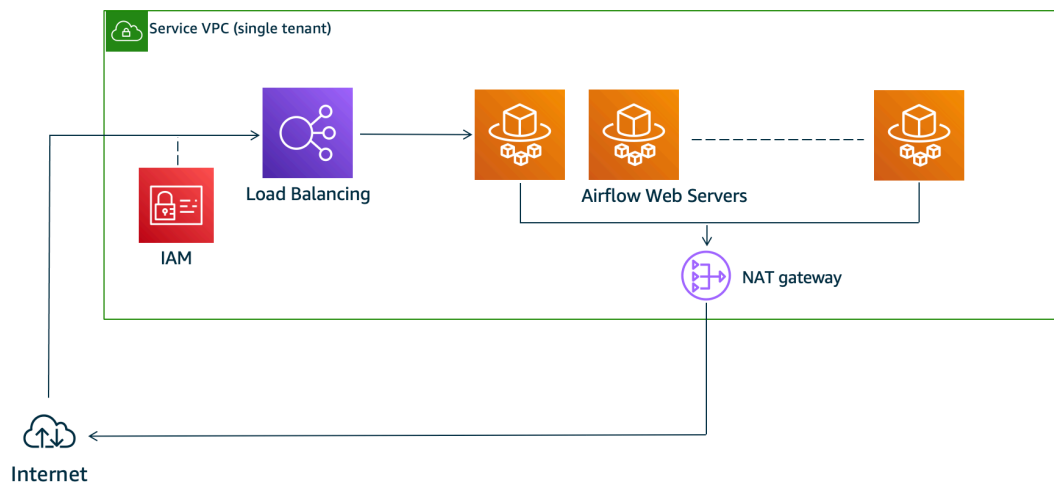 Service VPC (single tenant)
Load Balancing
Airflow Web Servers
IAM
NAT gateway
Internet